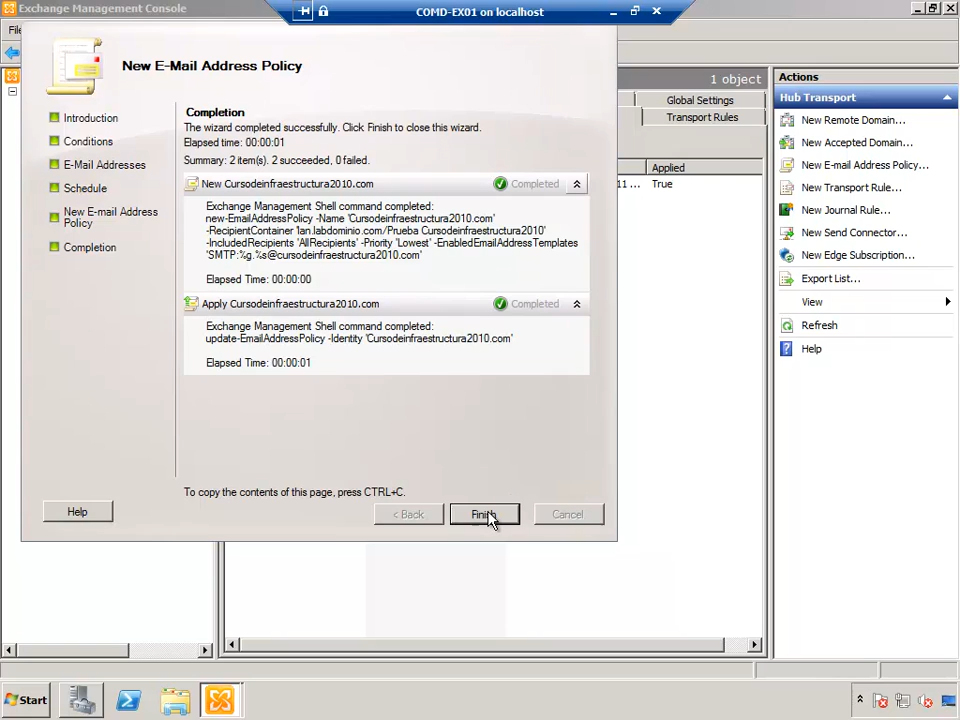 Exchange Management Console
COMD-EX01 on localhost
New E-Mail Address Policy
Introduction
Conditions
E-Mail Addresses
Schedule
New E-mail Address
Policy
Completion
Completion
The wizard completed successfully. Click Finish to close this wizard.
Elapsed time: 00:00:01
Summary: 2 item(s). 2 succeeded, 0 failed.
New Cursodeinfraestructura2010.com
Completed
Exchange Management Shell command completed:
new-EmailAddressPolicy -Name 'Cursodeinfraestructura2010.com'
-RecipientContainer 'lan.labdominio.com/Prueba Cursodeinfraestructura2010'
-IncludedRecipients 'AllRecipients' -Priority 'Lowest' -EnabledEmailAddressTemplates
'SMTP:%g.%s@cursodeinfraestructura2010.com'
Elapsed Time: 00:00:00
Apply Cursodeinfraestructura2010.com
Completed
Exchange Management Shell command completed:
update-EmailAddressPolicy -Identity 'Cursodeinfraestructura2010.com'
Elapsed Time: 00:00:01
To copy the contents of this page, press CTRL+C.
Help
< Back
Finish
Cancel
1 object
Global Settings
Transport Rules
Applied
11 ...
True
Actions
Hub Transport
New Remote Domain...
New Accepted Domain...
New E-mail Address Policy...
New Transport Rule...
New Journal Rule...
New Send Connector...
New Edge Subscription...
Export List...
View
Refresh
Help
Start